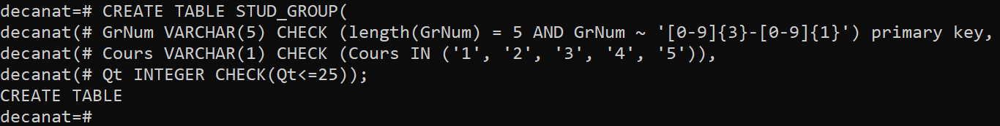 decanat=# CREATE TABLE STUD_GROUP(
decanat(# GrNum VARCHAR(5) CHECK (length(GrNum) = 5 AND GrNum ~ '[0-9]{3}-[0-9]{1}') primary key,
decanat(# Cours VARCHAR(1) CHECK (Cours IN ('1', '2', '3', '4', '5')),
decanat(# Qt INTEGER CHECK(Qt<=25));
CREATE TABLE
decanat=#